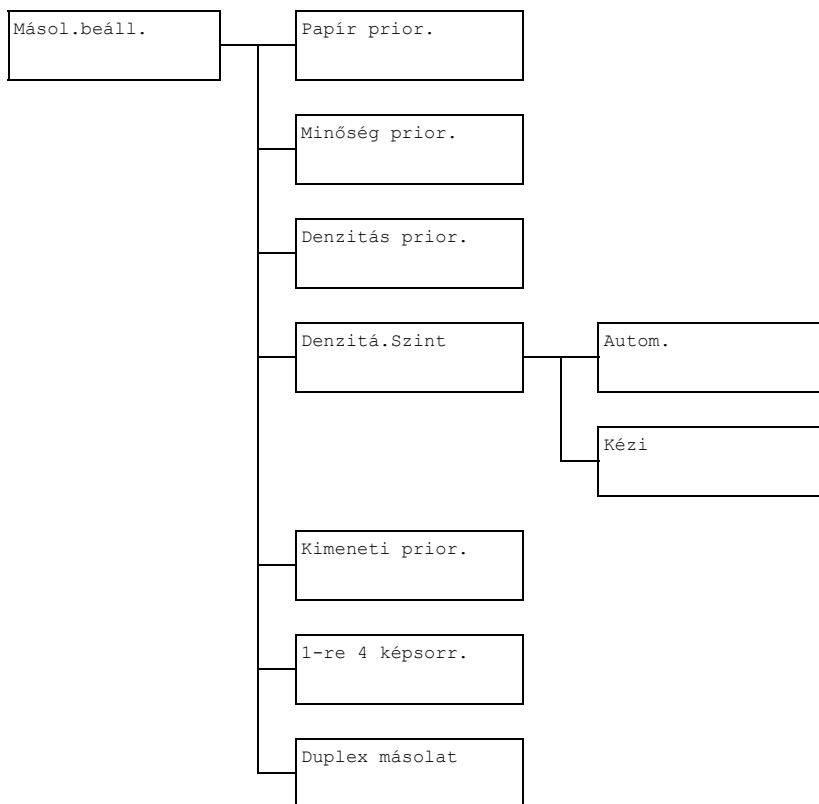 Másol.beáll.
Papír prior.
Minőség prior.
Denzitás prior.
Denzitá.Szint
Autom.
Kézi
Kimeneti prior.
1-re 4 képsorr.
Duplex másolat